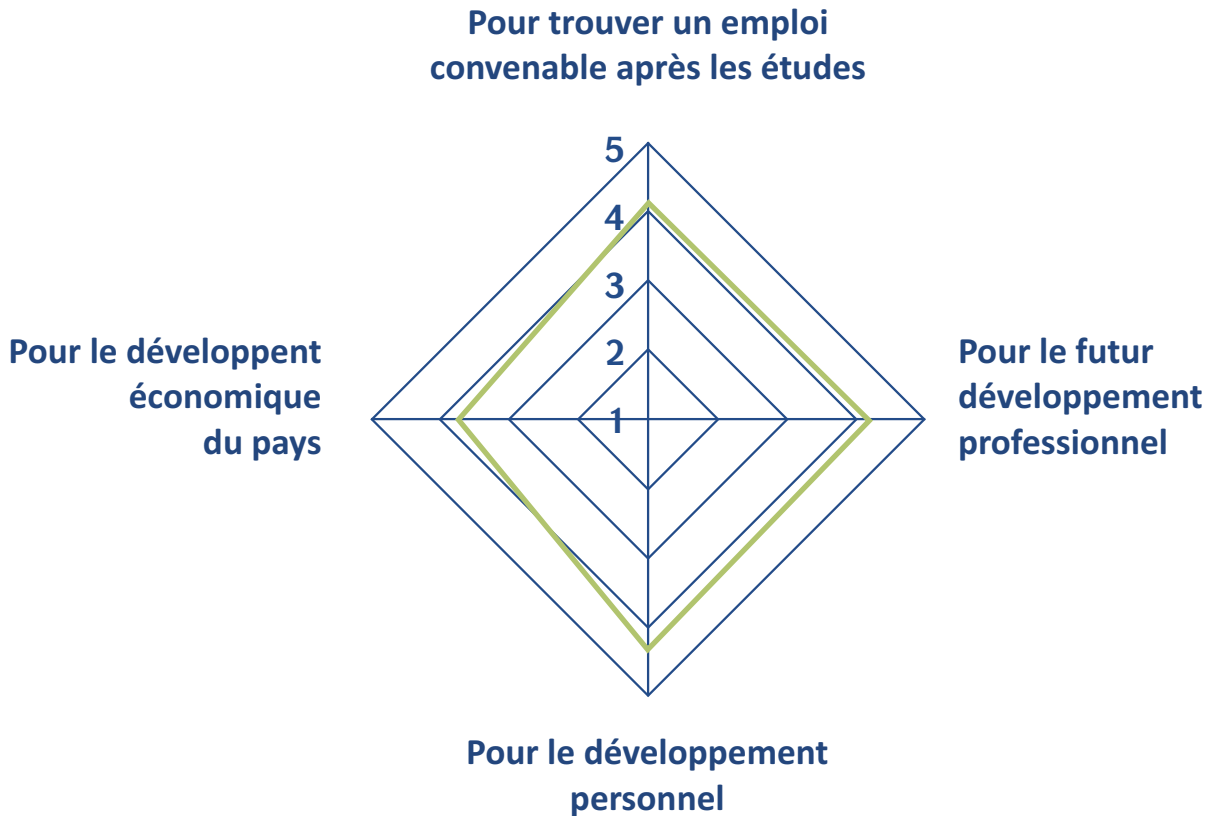 Pour trouver un emploi
convenable après les études
5
4
3
2
1
Pour le développent
économique
du pays
Pour le futur
développement
professionnel
Pour le développement
personnel